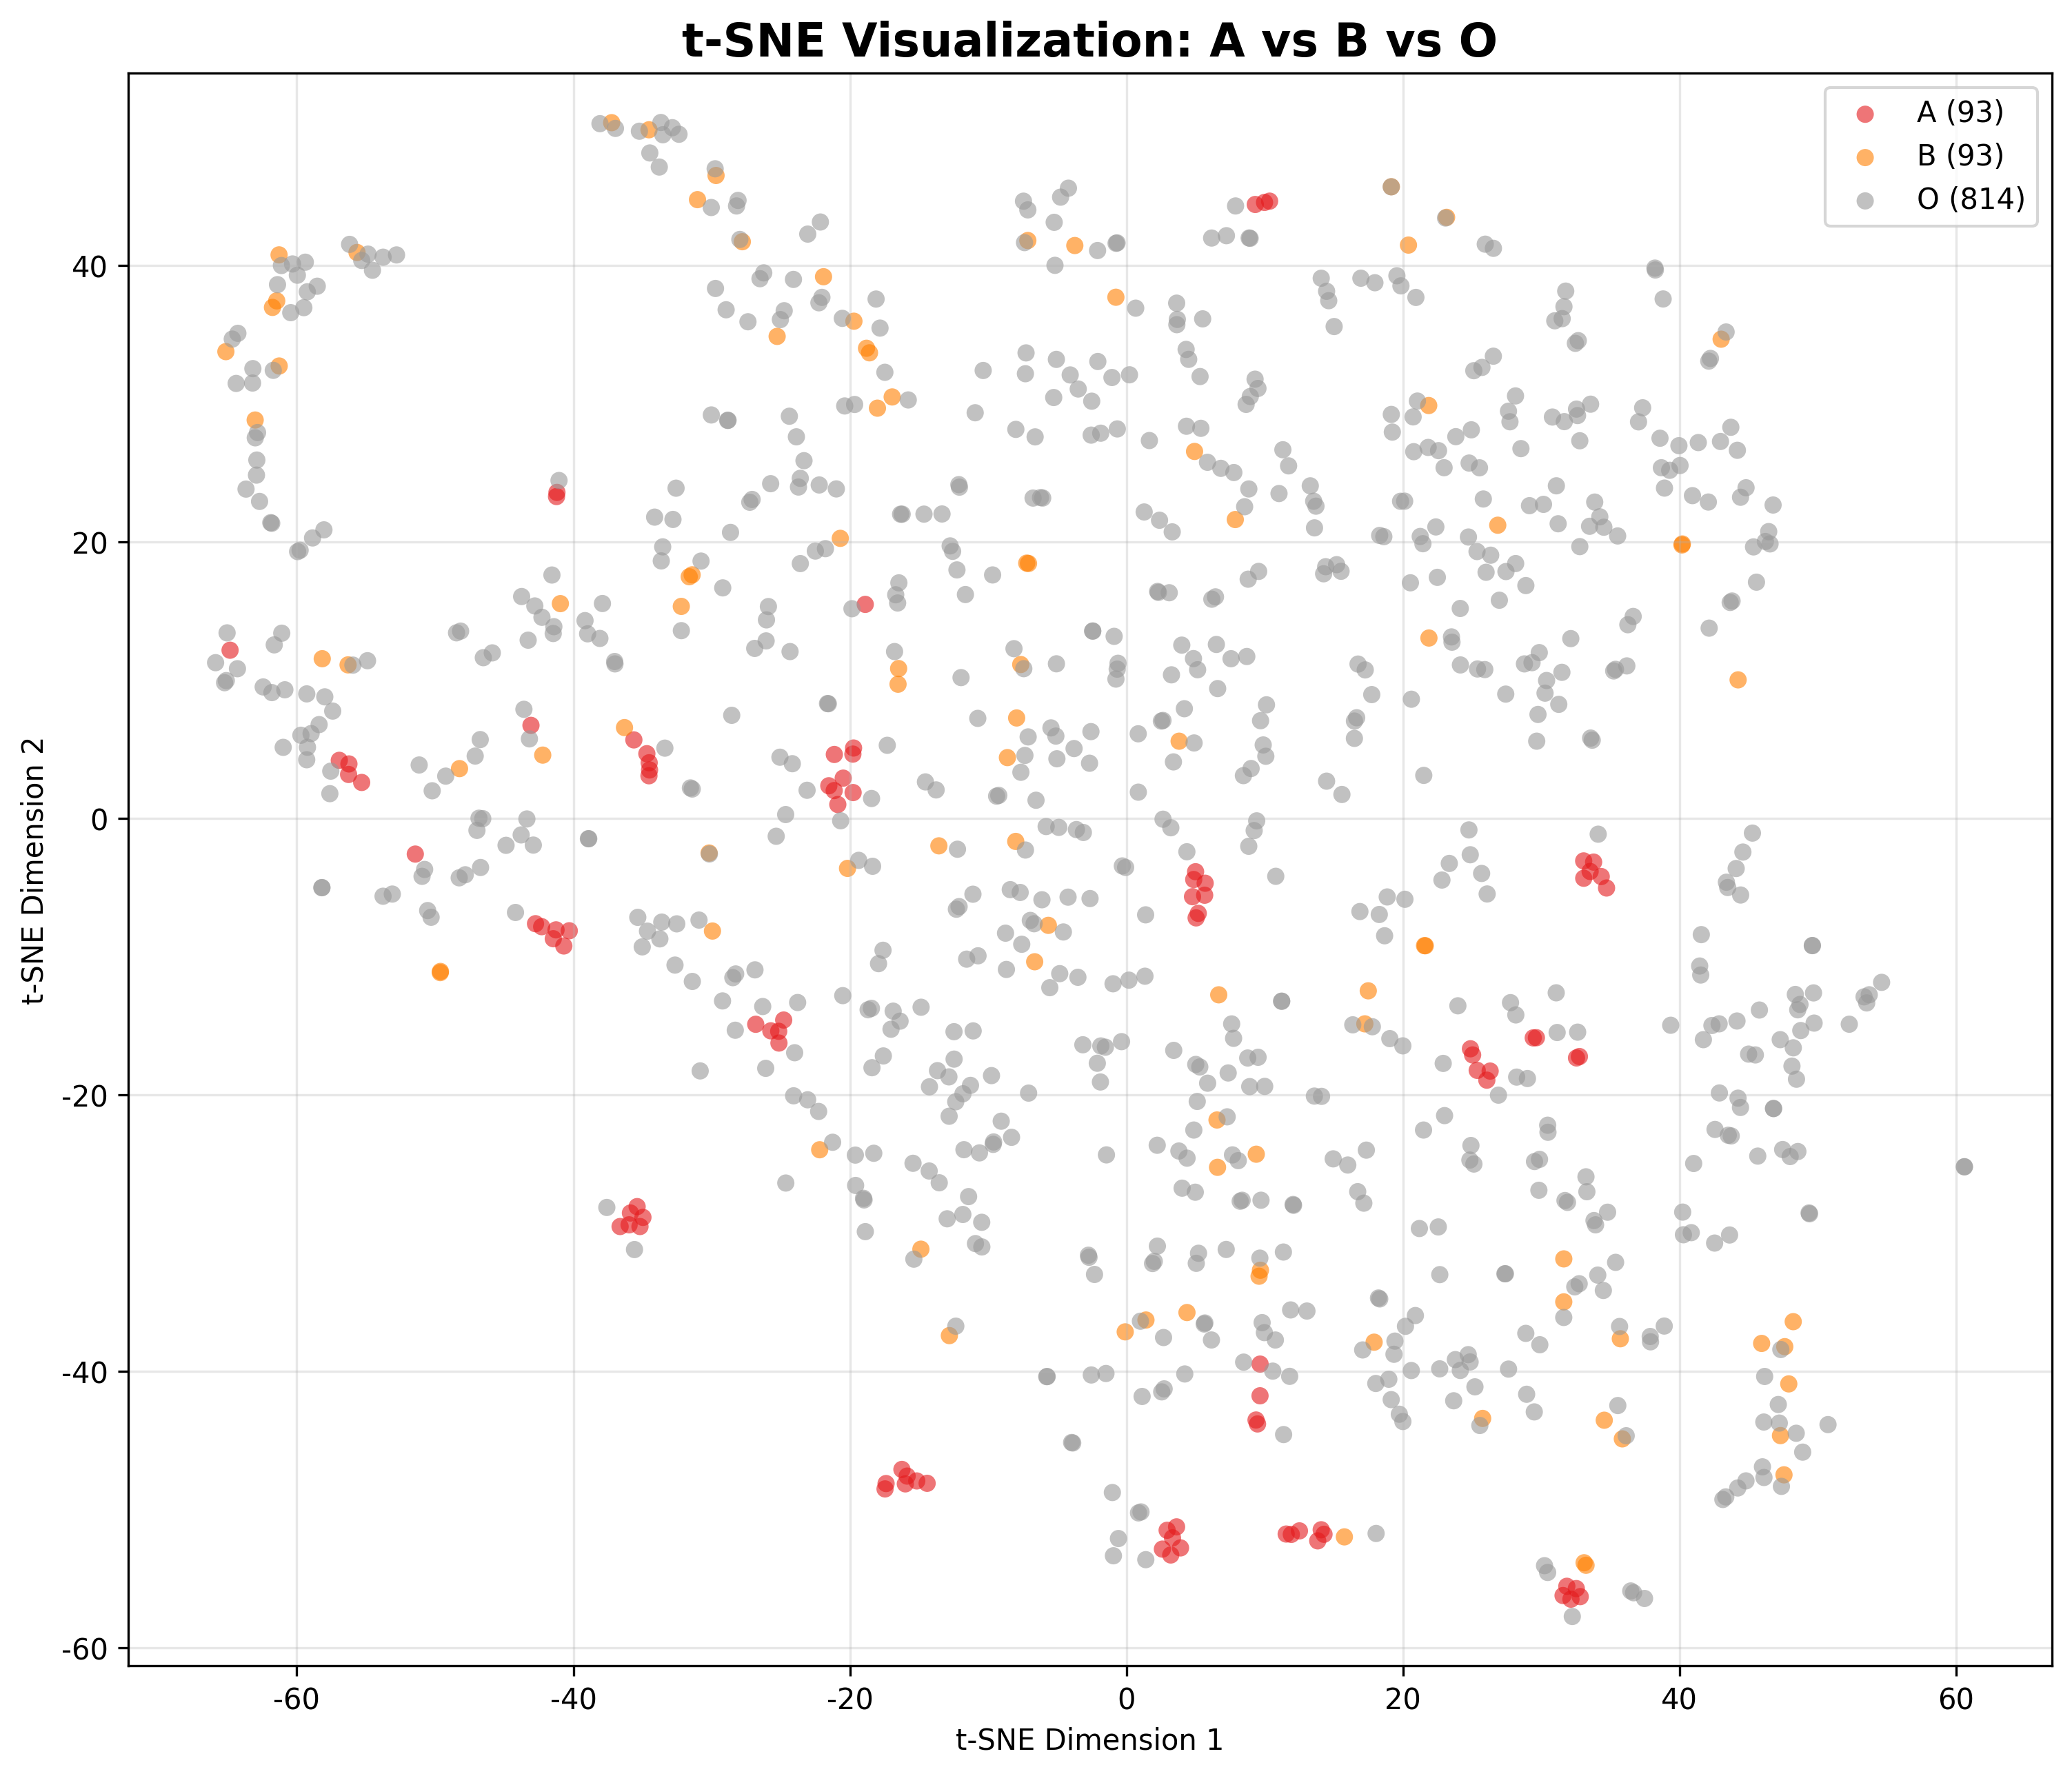 t-SNE Visualization: A vs B vs O
A (93)
B (93)
O (814)
t-SNE Dimension 2
40
20
0
-20
-40
-60
-60
-40
-20
0
20
40
60
t-SNE Dimension 1